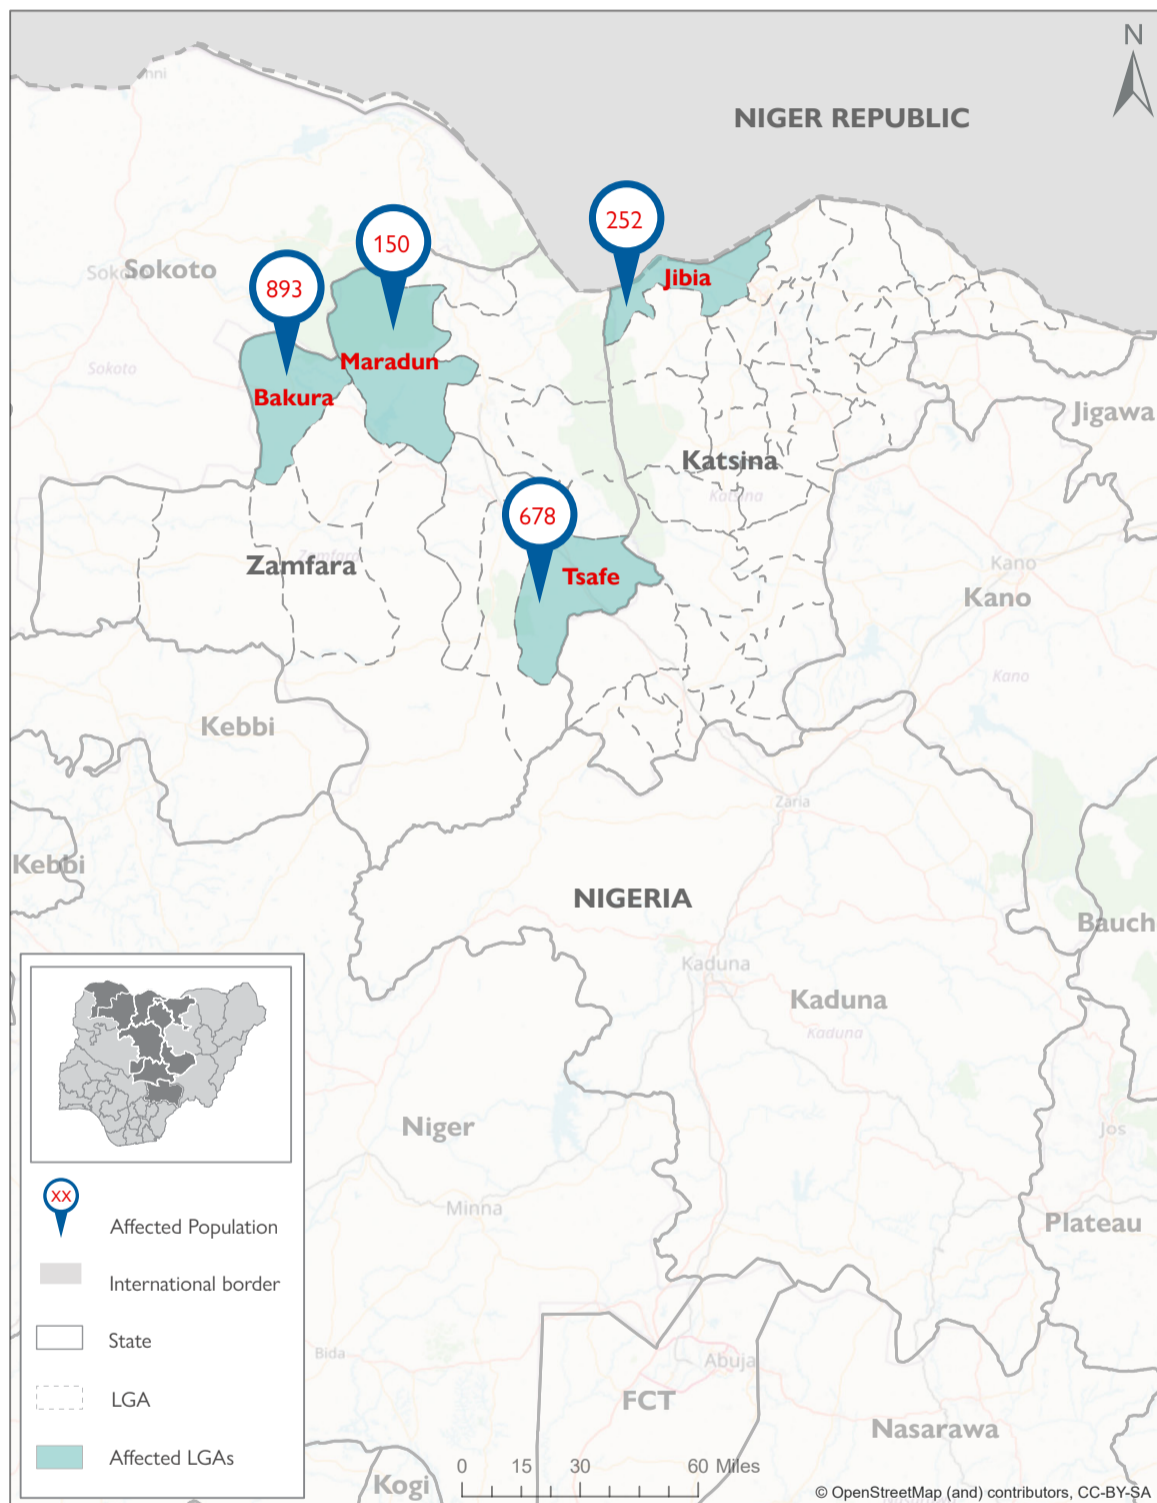 nni
N
NIGER REPUBLIC
252
150
893
Sokoto
Jibia
Maradun
Sokoto
Bakura
Jigawa
Katsina
Katsina
678
Zamfara
Zamfara
Tsafe
Kano
Kano
Kano
Kebbi
Zaria
Kebbi
NIGERIA
Bauch
Kaduna
Kaduna
Kaduna
Niger
Jos
Minna
Plateau
Bida
Abuja
FCT
Nasarawa
Kogi
XX
Affected Population
International border
State
LGA
Affected LGAs
0 15 30 60 Miles
© OpenStreetMap (and) contributors, CC-BY-SA